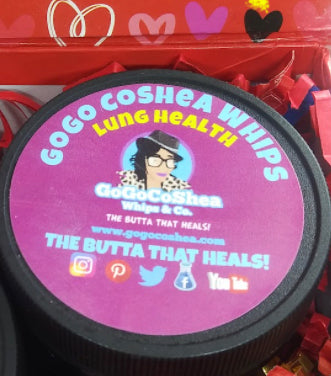 GOGO COSHEA WHIPS
LUNG HEALTH
GoGoCoShea
Whips & Co.
THE BUTTA THAT HEALS!
www.gogocoshea.com
THE BUTTA THAT HEALS!
You Tube